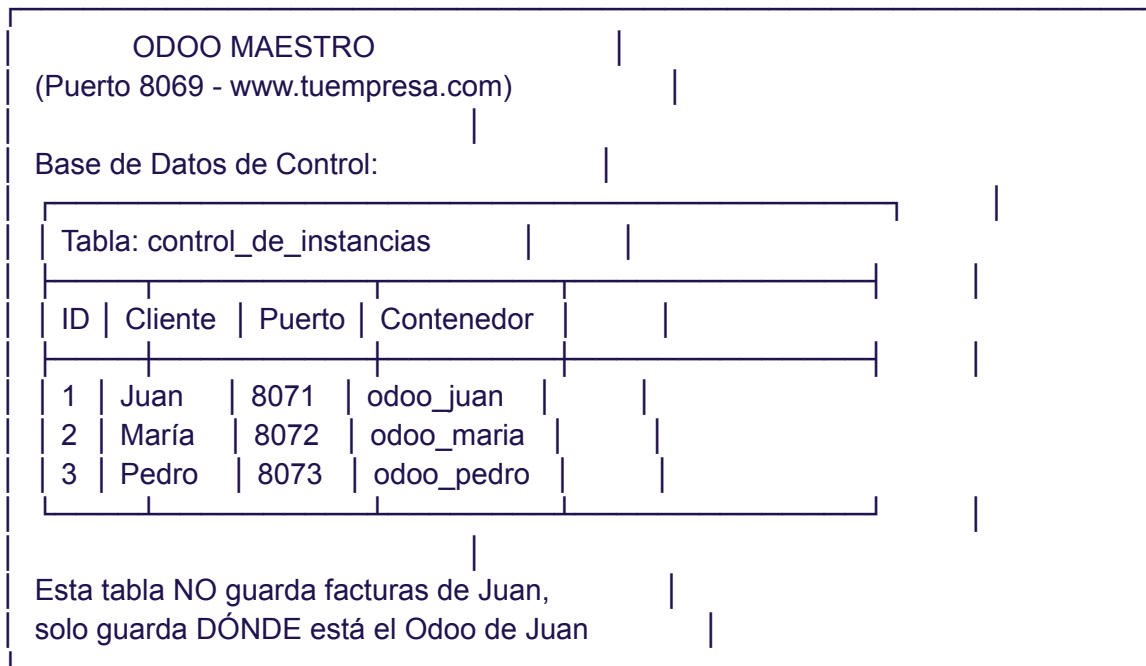 ODOO MAESTRO
(Puerto 8069 - www.tuempresa.com)
Base de Datos de Control:
Tabla: control_de_instancias
ID │ Cliente │ Puerto │ Contenedor
1 │ Juan │ 8071 │ odoo_juan
2 │ María │ 8072 │ odoo_maria
3 │ Pedro │ 8073 │ odoo_pedro
Esta tabla NO guarda facturas de Juan,
solo guarda DÓNDE está el Odoo de Juan